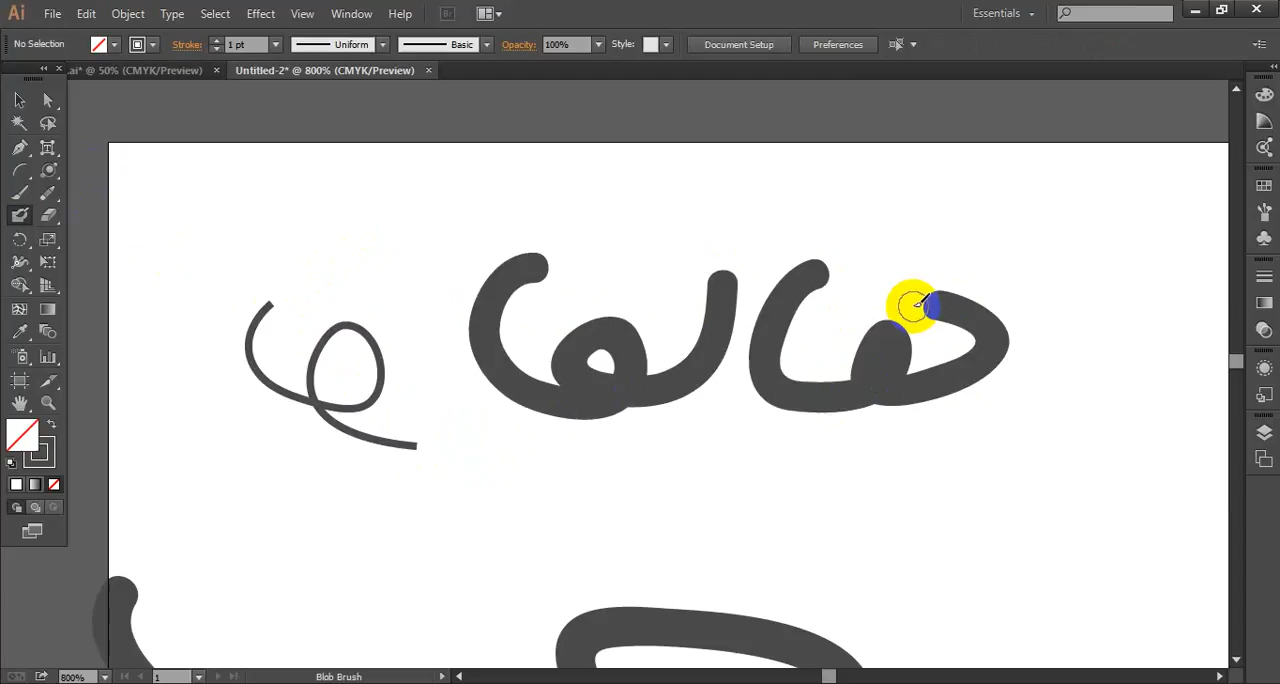 Ai File Edit Object Type Select Effect View Window Help Br Essentials
No Selection Stroke: 1 pt Uniform Basic Opacity: 100% Style: Document Setup Preferences
.ai* @ 50% (CMYK/Preview) × Untitled-2* @ 800% (CMYK/Preview) ×
800% 1 Blob Brush